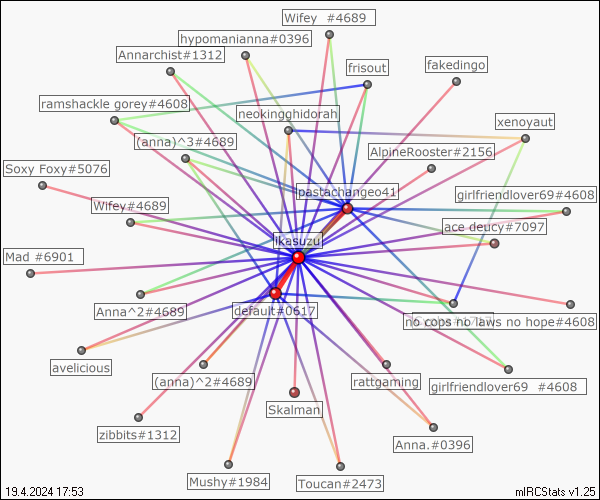 Wifey  #4689
hypomanianna#0396
Annarchist#1312
frisout
fakedingo
ramshackle gorey#4608
neokingghidorah
xenoyaut
(anna)^3#4689
AlpineRooster#2156
Soxy Foxy#5076
pastachangeo41
girlfriendlover69#4608
Wifey#4689
ace deucy#7097
likasuzu
Mad #6901
Anna^2#4689
default#0617
no cops no laws no hope#4608
avelicious
(anna)^2#4689
rattgaming
girlfriendlover69  #4608
Skalman
zibbits#1312
Anna.#0396
Mushy#1984
Toucan#2473
19.4.2024 17:53
mIRCStats v1.25